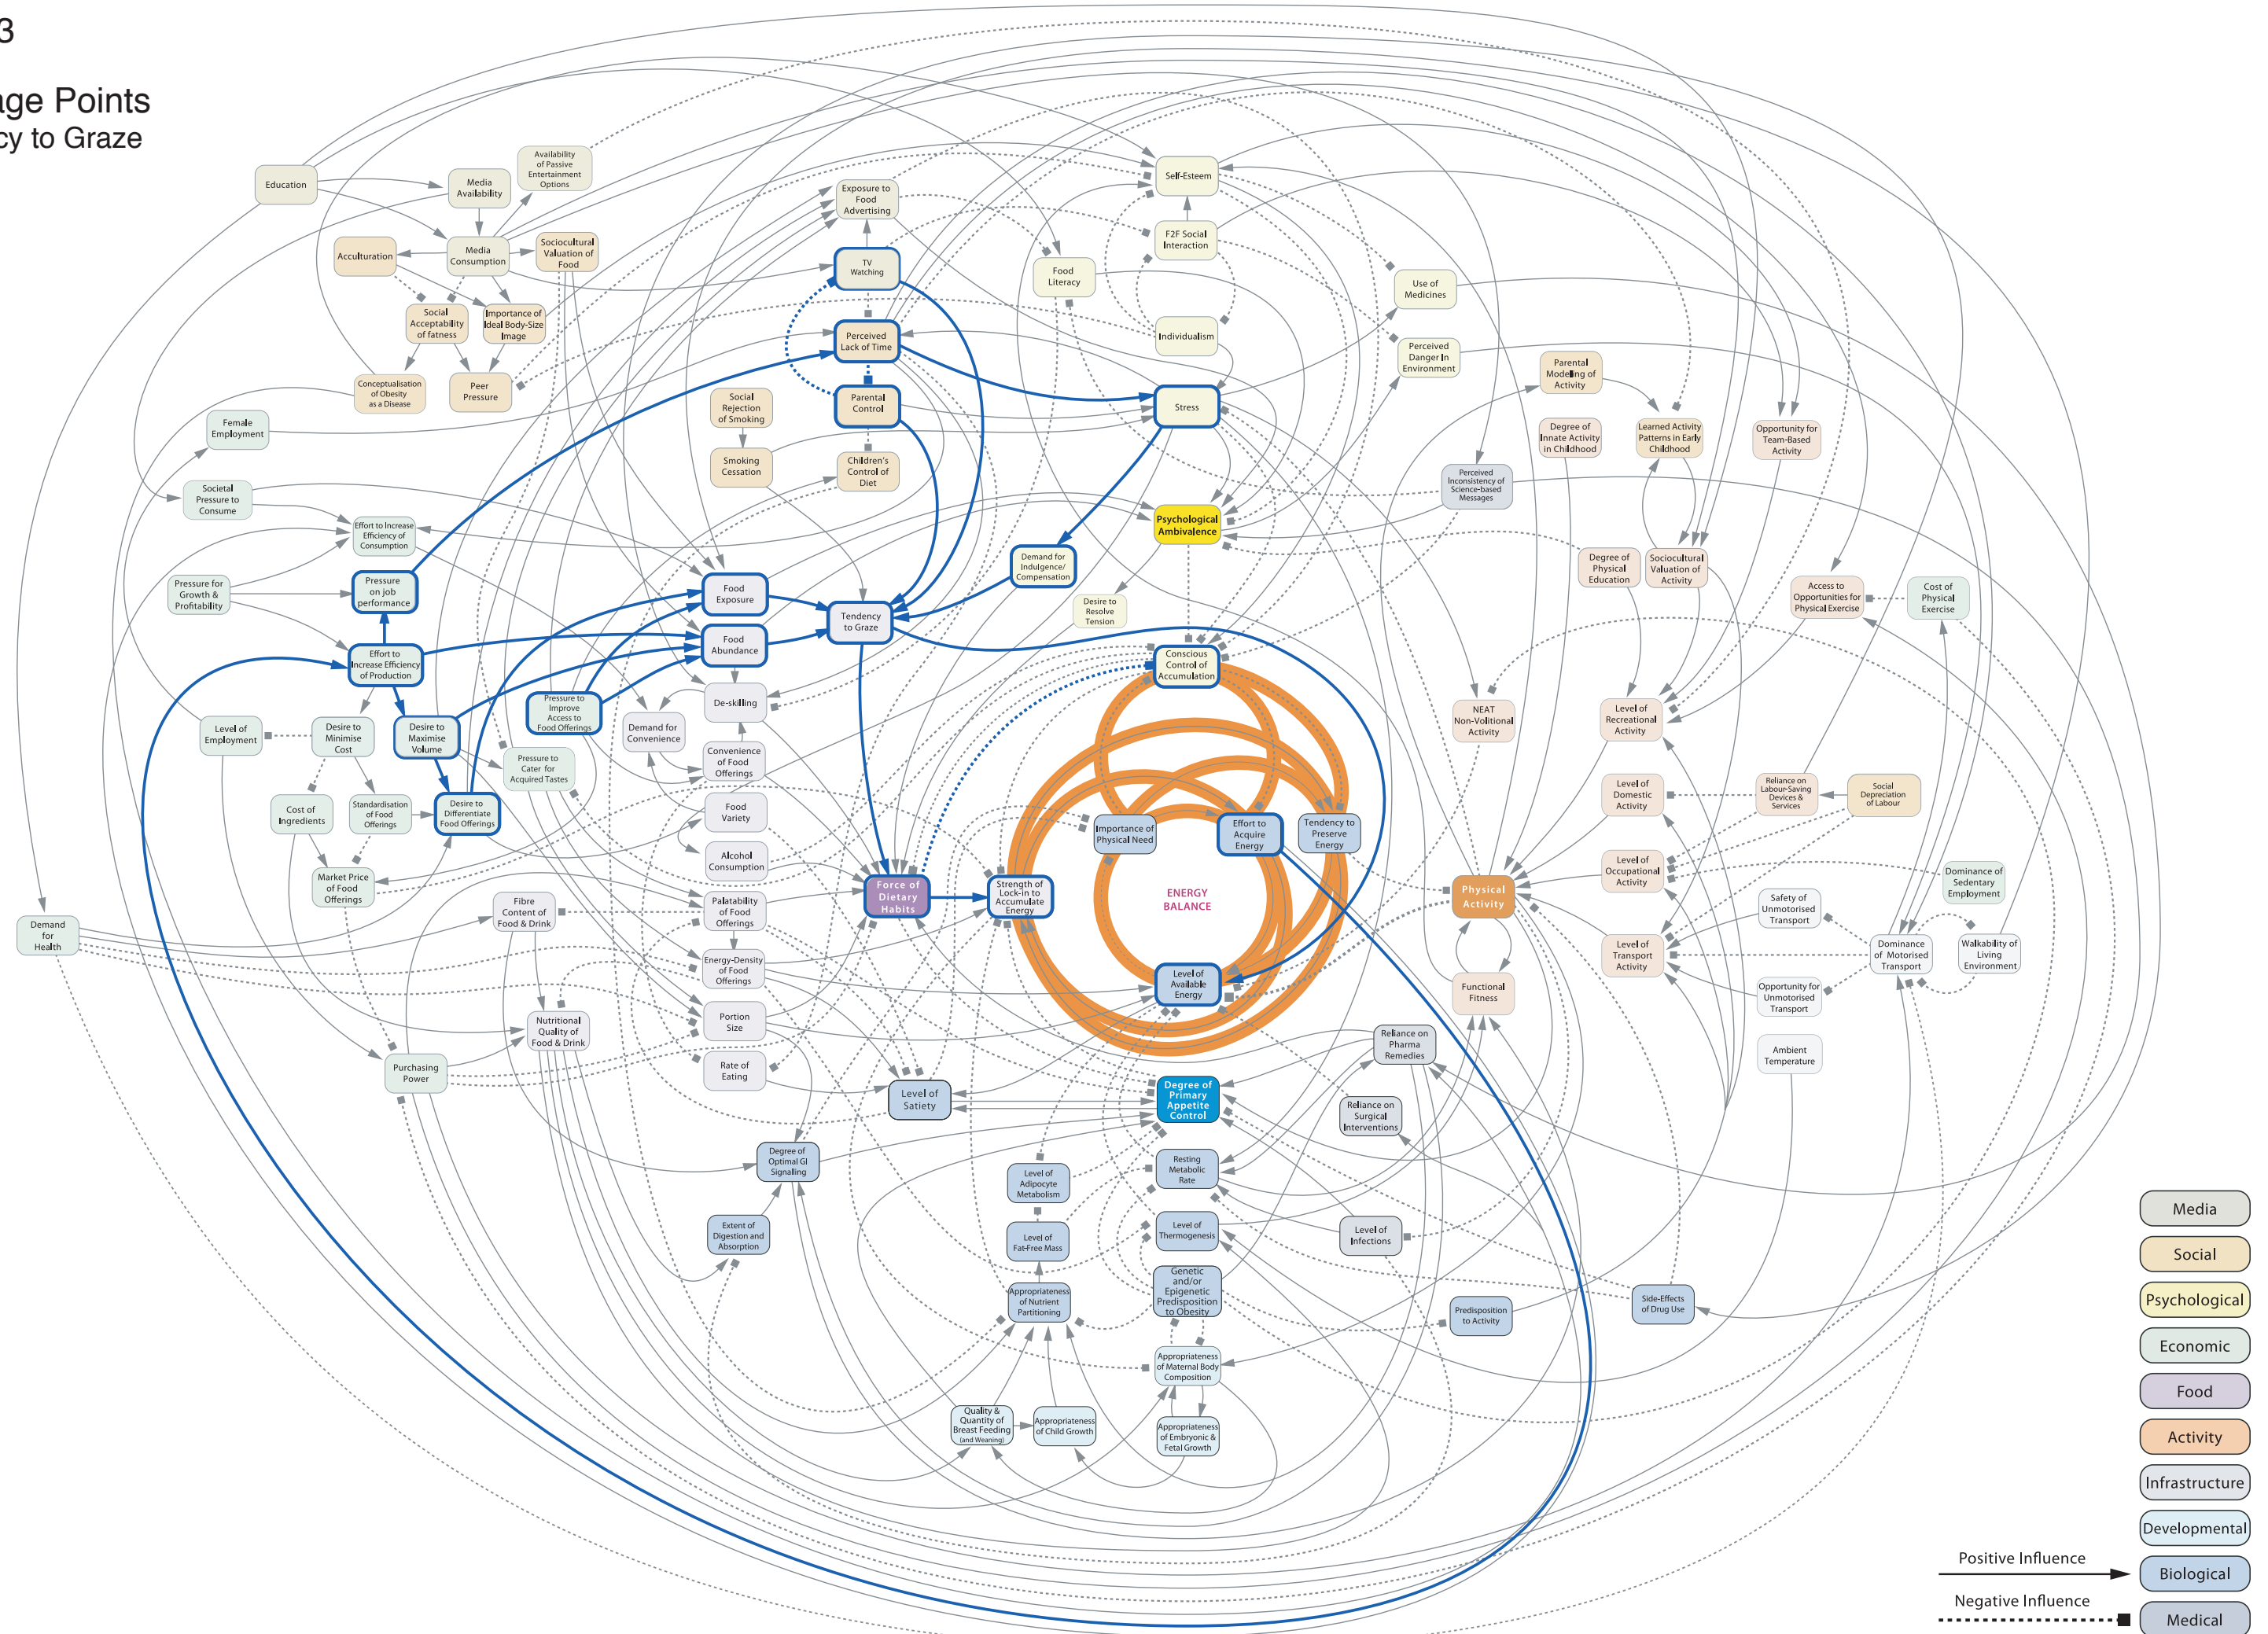 3
age Points
cy to Graze
Education
Media
Availability
Availability
of Passive
Entertainment
Options
Acculturation
Media
Consumption
Sociocultural
Valuation of
Food
Social
Acceptability
of fatness
Importance of
Ideal Body-Size
Image
Conceptualisation
of Obesity
as a Disease
Peer
Pressure
Exposure to
Food
Advertising
TV
Watching
Perceived
Lack of Time
Parental
Control
Children's
Control of
Diet
Social
Rejection
of Smoking
Smoking
Cessation
Self-Esteem
F2F Social
Interaction
Food
Literacy
Individualism
Stress
Use of
Medicines
Perceived
Danger In
Environment
Parental
Modeling of
Activity
Degree of
Innate Activity
in Childhood
Learned Activity
Patterns in Early
Childhood
Opportunity for
Team-Based
Activity
Perceived
Inconsistency of
Science-based
Messages
Psychological
Ambivalence
Demand for
Indulgence/
Compensation
Desire to
Resolve
Tension
Degree of
Physical
Education
Sociocultural
Valuation of
Activity
Access to
Opportunities for
Physical Exercise
Cost of
Physical
Exercise
Female
Employment
Societal
Pressure to
Consume
Effort to Increase
Efficiency of
Consumption
Pressure for
Growth &
Profitability
Pressure
on job
performance
Effort to
Increase Efficiency
of Production
Food
Exposure
Food
Abundance
Tendency
to Graze
Conscious
Control of
Accumulation
Level of
Employment
Desire to
Minimise
Cost
Desire to
Maximise
Volume
Pressure to
Improve
Access to
Food Offerings
De-skilling
Demand for
Convenience
Convenience
of Food
Offerings
Pressure to
Cater for
Acquired Tastes
NEAT
Non-Volitional
Activity
Level of
Recreational
Activity
Cost of
Ingredients
Standardisation
of Food
Offerings
Desire to
Differentiate
Food Offerings
Food
Variety
Alcohol
Consumption
Importance of
Physical Need
Effort to
Acquire
Energy
Tendency to
Preserve
Energy
Level of
Domestic
Activity
Reliance on
Labour-Saving
Devices &
Services
Social
Depreciation
of Labour
Market Price
of Food
Offerings
Force of
Dietary
Habits
Strength of
Lock-in to
Accumulate
Energy
ENERGY
BALANCE
Physical
Activity
Level of
Occupational
Activity
Dominance of
Sedentary
Employment
Safety of
Unmotorised
Transport
Demand
for
Health
Fibre
Content of
Food & Drink
Palatability
of Food
Offerings
Energy-Density
of Food
Offerings
Level of
Available
Energy
Functional
Fitness
Level of
Transport
Activity
Dominance
of Motorised
Transport
Walkability of
Living
Environment
Opportunity for
Unmotorised
Transport
Nutritional
Quality of
Food & Drink
Portion
Size
Reliance on
Pharma
Remedies
Ambient
Temperature
Purchasing
Power
Rate of
Eating
Level of
Satiety
Degree of
Primary
Appetite
Control
Reliance on
Surgical
Interventions
Degree of
Optimal GI
Signalling
Level of
Adipocyte
Metabolism
Resting
Metabolic
Rate
Extent of
Digestion and
Absorption
Level of
Fat-Free Mass
Level of
Thermogenesis
Level of
Infections
Appropriateness
of Nutrient
Partitioning
Genetic
and/or
Epigenetic
Predisposition
to Obesity
Predisposition
to Activity
Side-Effects
of Drug Use
Appropriateness
of Maternal Body
Composition
Quality &
Quantity of
Breast Feeding
(and Weaning)
Appropriateness
of Child Growth
Appropriateness
of Embryonic &
Fetal Growth
Media
Social
Psychological
Economic
Food
Activity
Infrastructure
Developmental
Biological
Medical
Positive Influence
Negative Influence